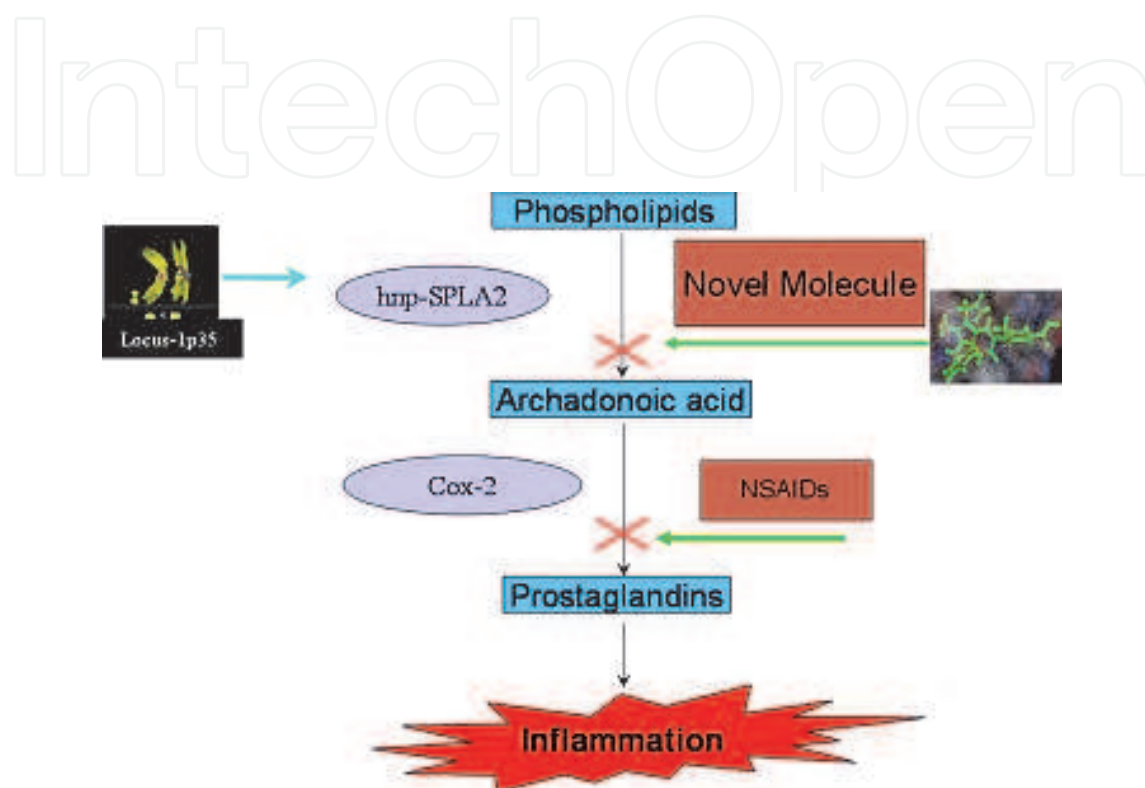 IntechOpen
Phospholipids
Novel Molecule
hnp-SPLA2
Locus-1p35
Archadonoic acid
Cox-2
NSAIDs
Prostaglandins
Inflammation